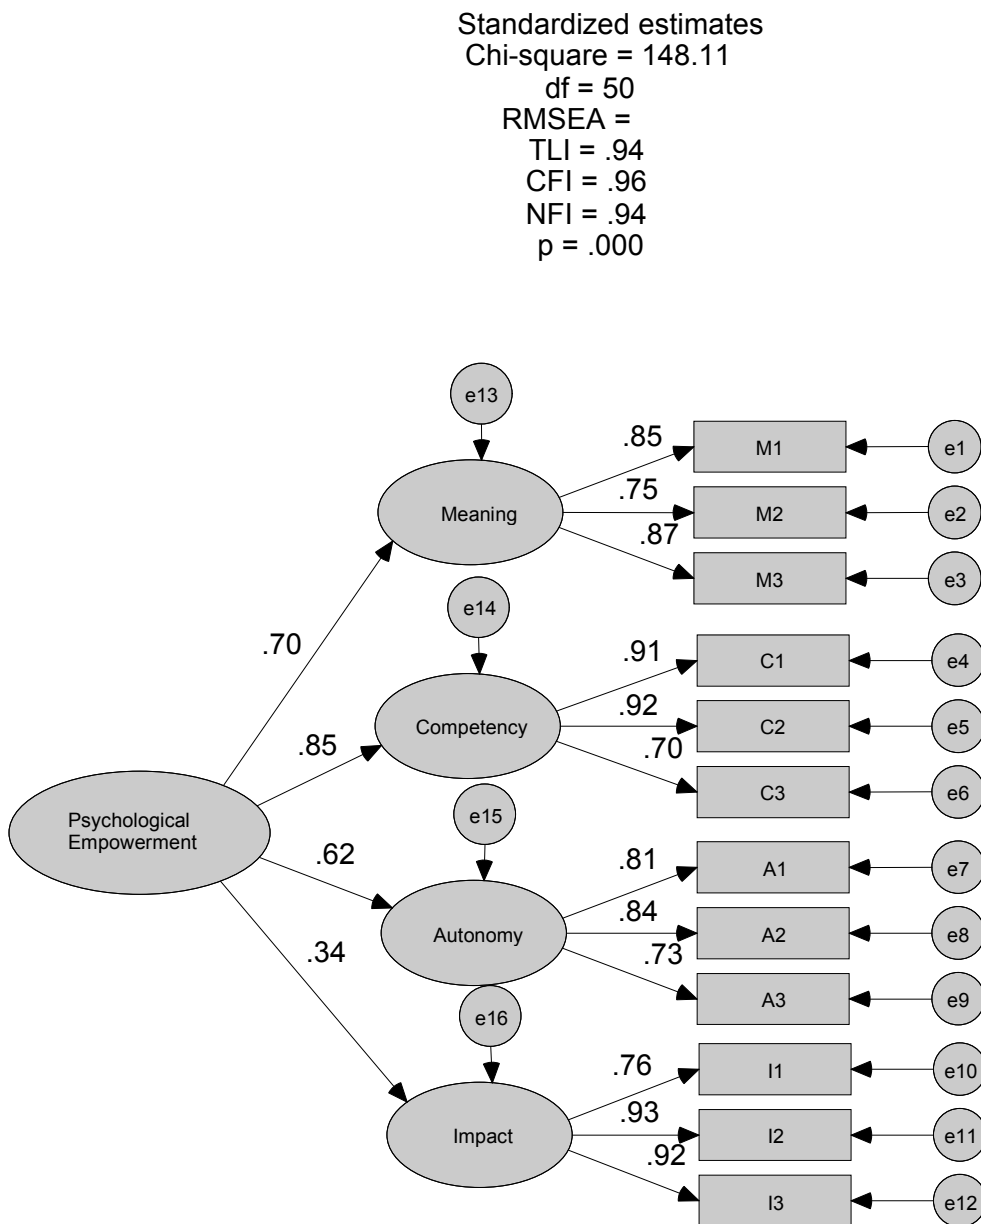 Standardized estimates
Chi-square = 148.11
df = 50
RMSEA =
TLI = .94
CFI = .96
NFI = .94
p = .000
e13
.85
M1
e1
Meaning
.75
M2
e2
.87
M3
e3
e14
.70
.91
C1
e4
Competency
.92
C2
e5
.85
.70
C3
e6
e15
Psychological
Empowerment
.62
.81
A1
e7
Autonomy
.84
A2
e8
.34
.73
A3
e9
e16
.76
I1
e10
Impact
.93
I2
e11
.92
I3
e12